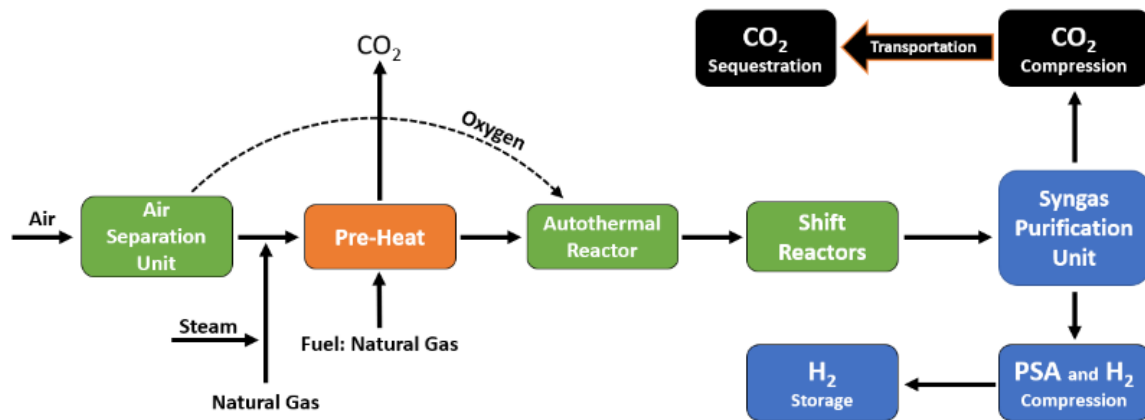 CO₂
CO₂
Sequestration
Transportation
CO₂
Compression
Oxygen
Air
Air
Separation
Unit
Pre-Heat
Autothermal
Reactor
Shift
Reactors
Syngas
Purification
Unit
Steam
Fuel: Natural Gas
Natural Gas
H₂
Storage
PSA and H₂
Compression